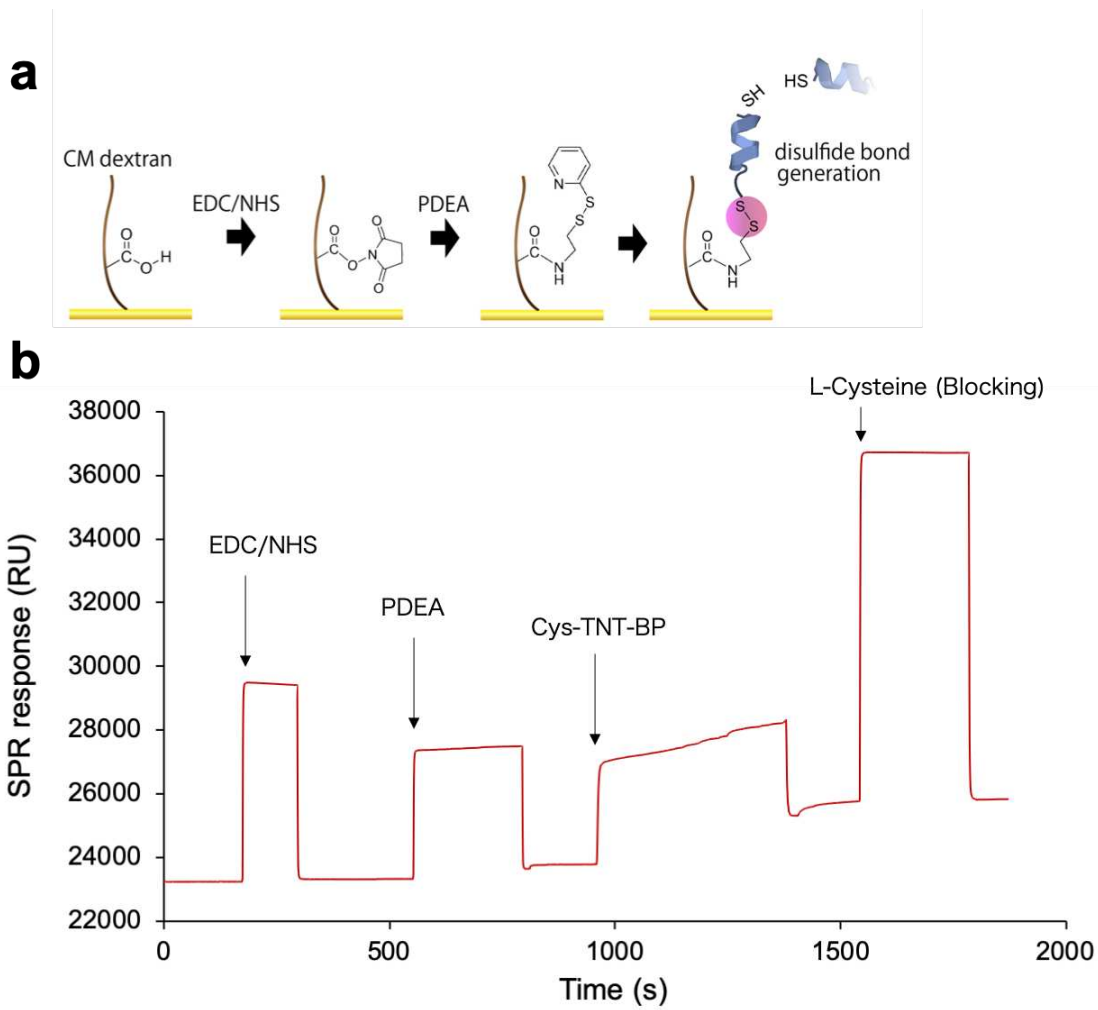 a
CM dextran
EDC/NHS
PDEA
disulfide bond
generation
HS
SH
S
S
O
N
H
O
O
H
O
O
N
O
O
N
S
S
O
N
H
O
N
H
b
L-Cysteine (Blocking)
EDC/NHS
PDEA
Cys-TNT-BP
SPR response (RU)
38000
36000
34000
32000
30000
28000
26000
24000
22000
0
500
1000
1500
2000
Time (s)